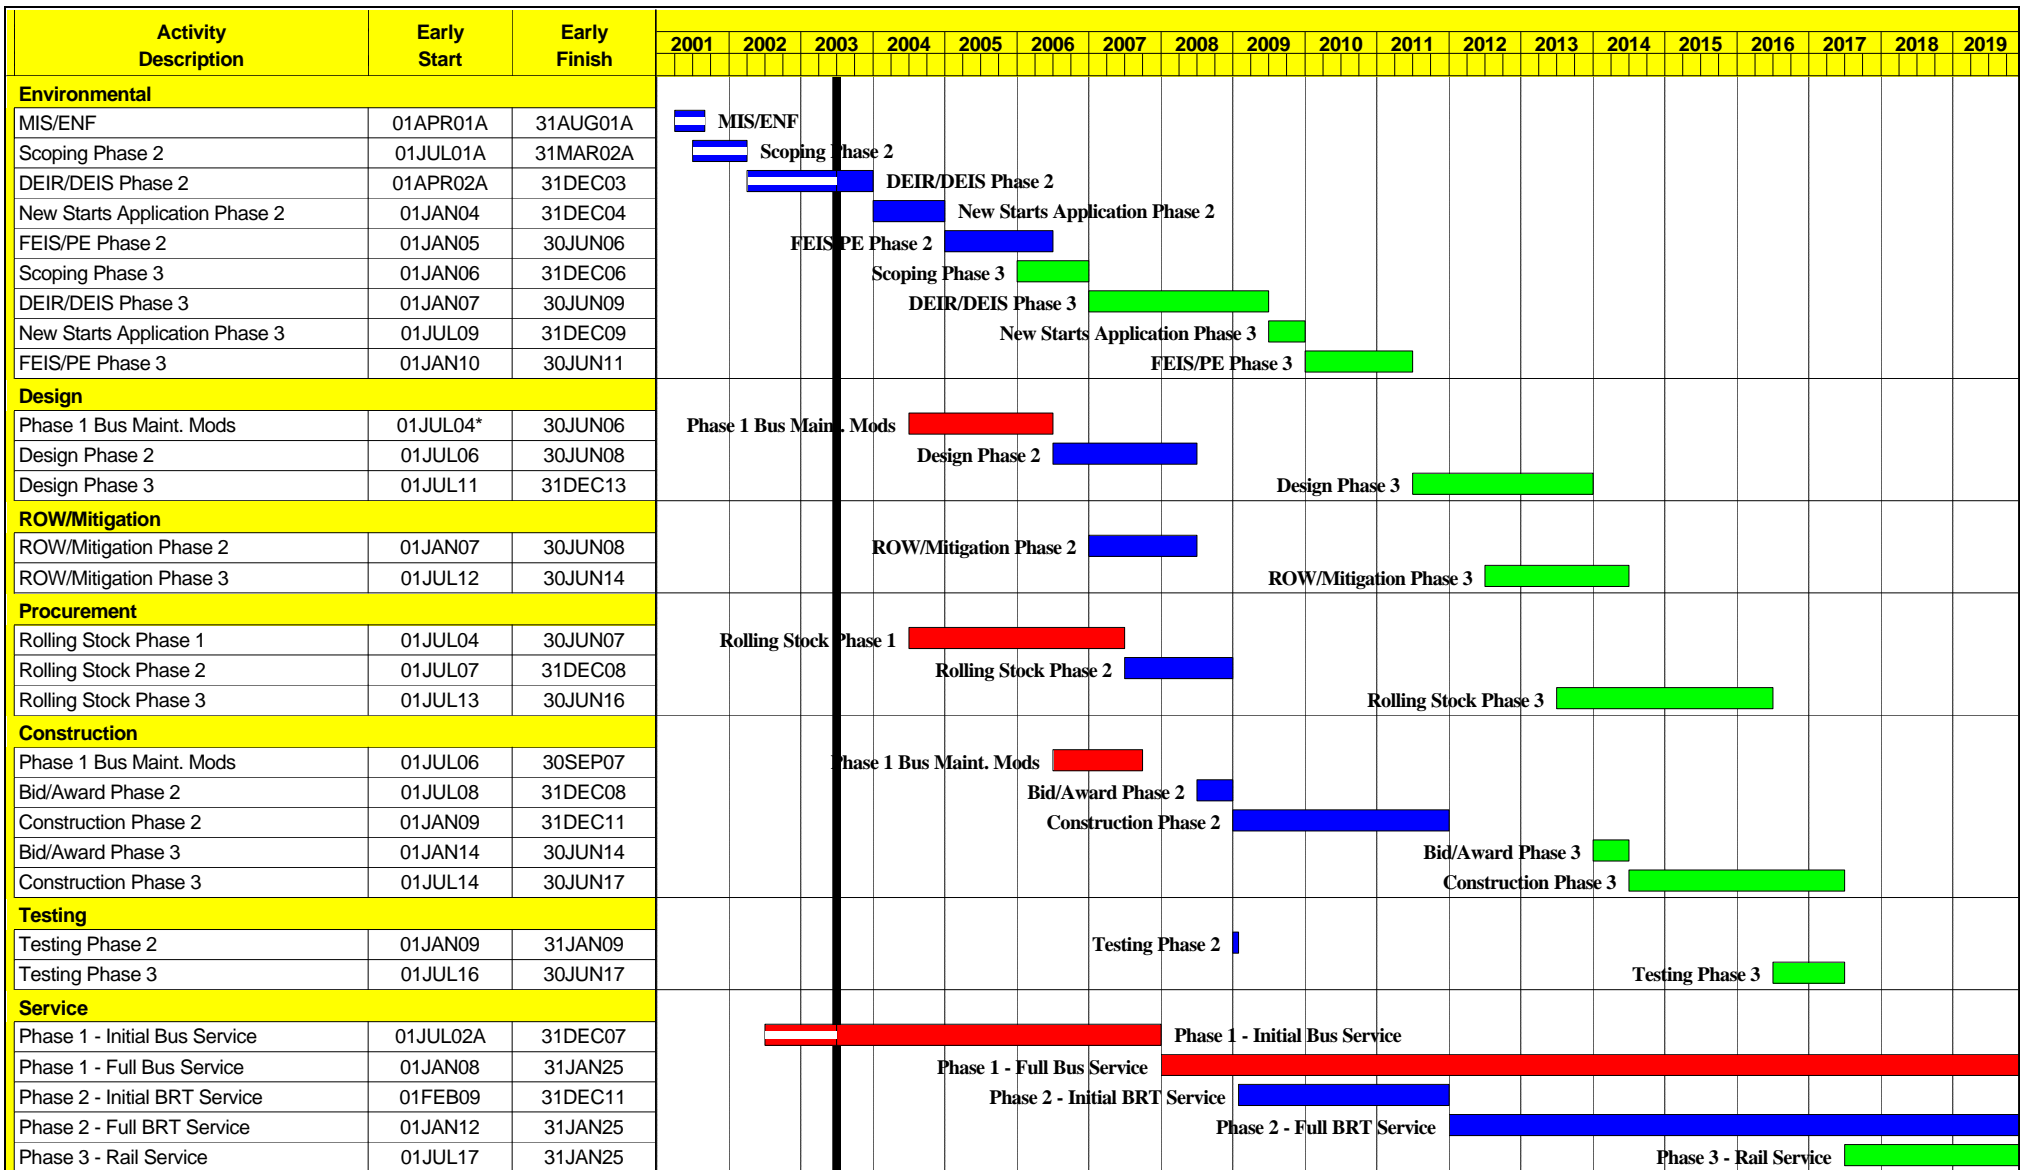 Activity Description Early Start Early Finish
2001 2002 2003 2004 2005 2006 2007 2008 2009 2010 2011 2012 2013 2014 2015 2016 2017 2018 2019
Environmental
MIS/ENF 01APR01A 31AUG01A MIS/ENF
Scoping Phase 2 01JUL01A 31MAR02A Scoping Phase 2
DEIR/DEIS Phase 2 01APR02A 31DEC03 DEIR/DEIS Phase 2
New Starts Application Phase 2 01JAN04 31DEC04 New Starts Application Phase 2
FEIS/PE Phase 2 01JAN05 30JUN06 FEIS/PE Phase 2
Scoping Phase 3 01JAN06 31DEC06 Scoping Phase 3
DEIR/DEIS Phase 3 01JAN07 30JUN09 DEIR/DEIS Phase 3
New Starts Application Phase 3 01JUL09 31DEC09 New Starts Application Phase 3
FEIS/PE Phase 3 01JAN10 30JUN11 FEIS/PE Phase 3
Design
Phase 1 Bus Maint. Mods 01JUL04* 30JUN06 Phase 1 Bus Maint. Mods
Design Phase 2 01JUL06 30JUN08 Design Phase 2
Design Phase 3 01JUL11 31DEC13 Design Phase 3
ROW/Mitigation
ROW/Mitigation Phase 2 01JAN07 30JUN08 ROW/Mitigation Phase 2
ROW/Mitigation Phase 3 01JUL12 30JUN14 ROW/Mitigation Phase 3
Procurement
Rolling Stock Phase 1 01JUL04 30JUN07 Rolling Stock Phase 1
Rolling Stock Phase 2 01JUL07 31DEC08 Rolling Stock Phase 2
Rolling Stock Phase 3 01JUL13 30JUN16 Rolling Stock Phase 3
Construction
Phase 1 Bus Maint. Mods 01JUL06 30SEP07 Phase 1 Bus Maint. Mods
Bid/Award Phase 2 01JUL08 31DEC08 Bid/Award Phase 2
Construction Phase 2 01JAN09 31DEC11 Construction Phase 2
Bid/Award Phase 3 01JAN14 30JUN14 Bid/Award Phase 3
Construction Phase 3 01JUL14 30JUN17 Construction Phase 3
Testing
Testing Phase 2 01JAN09 31JAN09 Testing Phase 2
Testing Phase 3 01JUL16 30JUN17 Testing Phase 3
Service
Phase 1 - Initial Bus Service 01JUL02A 31DEC07 Phase 1 - Initial Bus Service
Phase 1 - Full Bus Service 01JAN08 31JAN25 Phase 1 - Full Bus Service
Phase 2 - Initial BRT Service 01FEB09 31DEC11 Phase 2 - Initial BRT Service
Phase 2 - Full BRT Service 01JAN12 31JAN25 Phase 2 - Full BRT Service
Phase 3 - Rail Service 01JUL17 31JAN25 Phase 3 - Rail Service